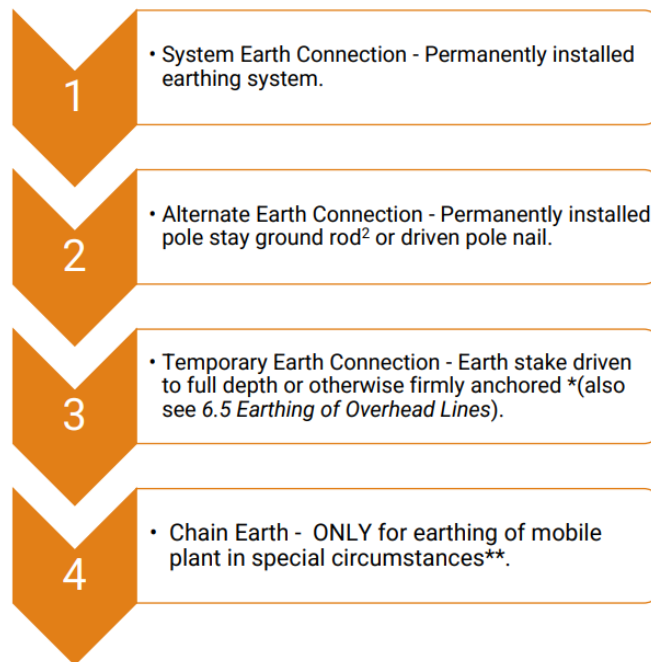 1
• System Earth Connection - Permanently installed
earthing system.
2
• Alternate Earth Connection - Permanently installed
pole stay ground rod² or driven pole nail.
3
• Temporary Earth Connection - Earth stake driven
to full depth or otherwise firmly anchored *(also
see 6.5 Earthing of Overhead Lines).
4
• Chain Earth - ONLY for earthing of mobile
plant in special circumstances**.